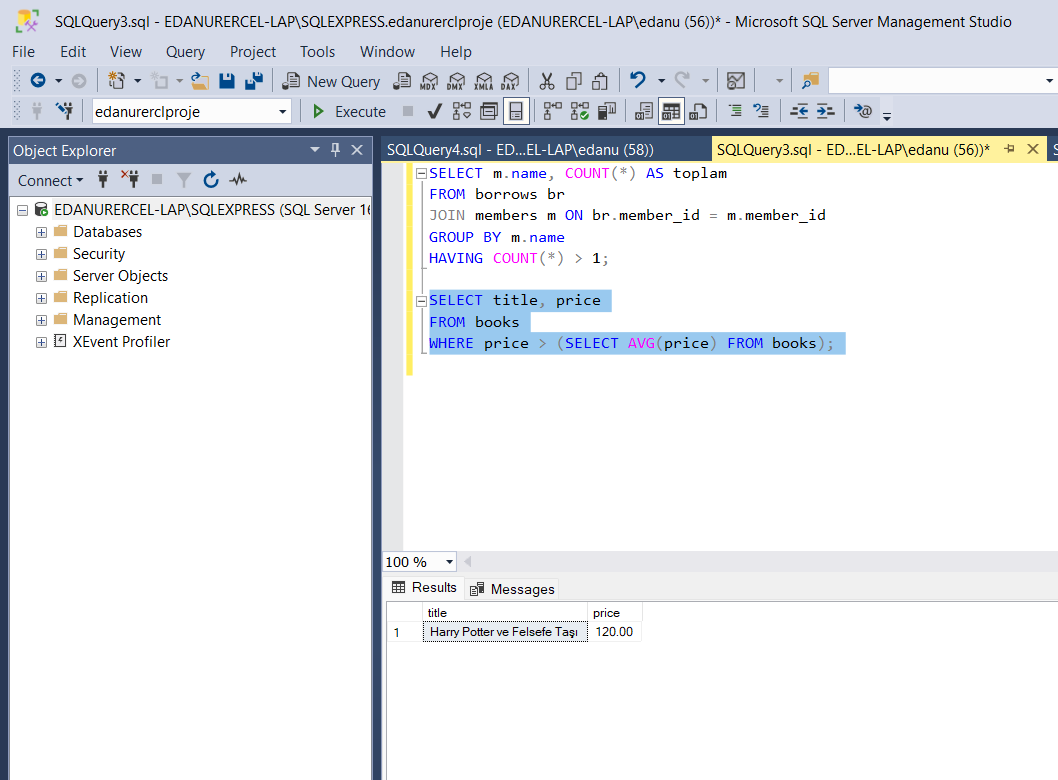 SQLQuery3.sql - EDANURERCEL-LAP\SQLEXPRESS.edanurerclproje (EDANURERCEL-LAP\edanu (56))* - Microsoft SQL Server Management Studio
File Edit View Query Project Tools Window Help
New Query MDX DMX XMLA DAX
edanurerclproje Execute
Object Explorer
Connect
EDANURERCEL-LAP\SQLEXPRESS (SQL Server 16
Databases
Security
Server Objects
Replication
Management
XEvent Profiler
SQLQuery4.sql - ED...EL-LAP\edanu (58)) SQLQuery3.sql - ED...EL-LAP\edanu (56))* S
SELECT m.name, COUNT(*) AS toplam
FROM borrows br
JOIN members m ON br.member_id = m.member_id
GROUP BY m.name
HAVING COUNT(*) > 1;
SELECT title, price
FROM books
WHERE price > (SELECT AVG(price) FROM books);
100 %
Results Messages
title price
1 Harry Potter ve Felsefe Taşı 120.00